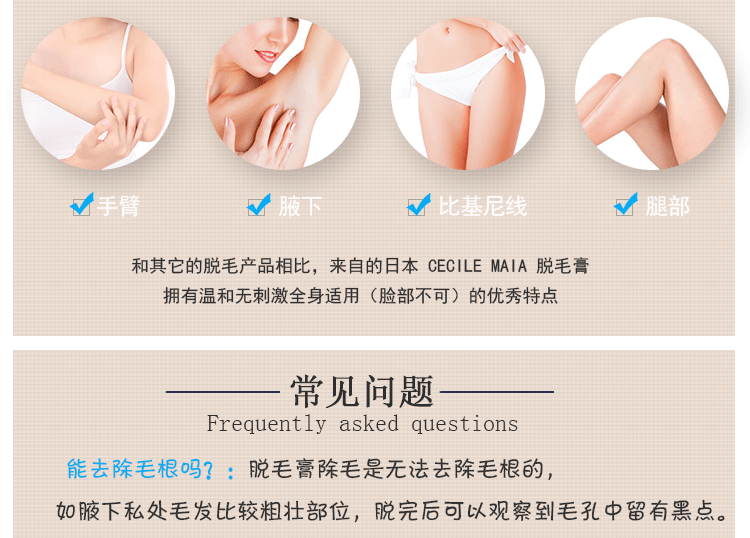 手臂 腋下 比基尼线 腿部
和其它的脱毛产品相比，来自的日本 CECILE MAIA 脱毛膏
拥有温和无刺激全身适用（脸部不可）的优秀特点
常见问题
Frequently asked questions
能去除毛根吗？：脱毛膏除毛是无法去除毛根的，
如腋下私处毛发比较粗壮部位，脱完后可以观察到毛孔中留有黑点。